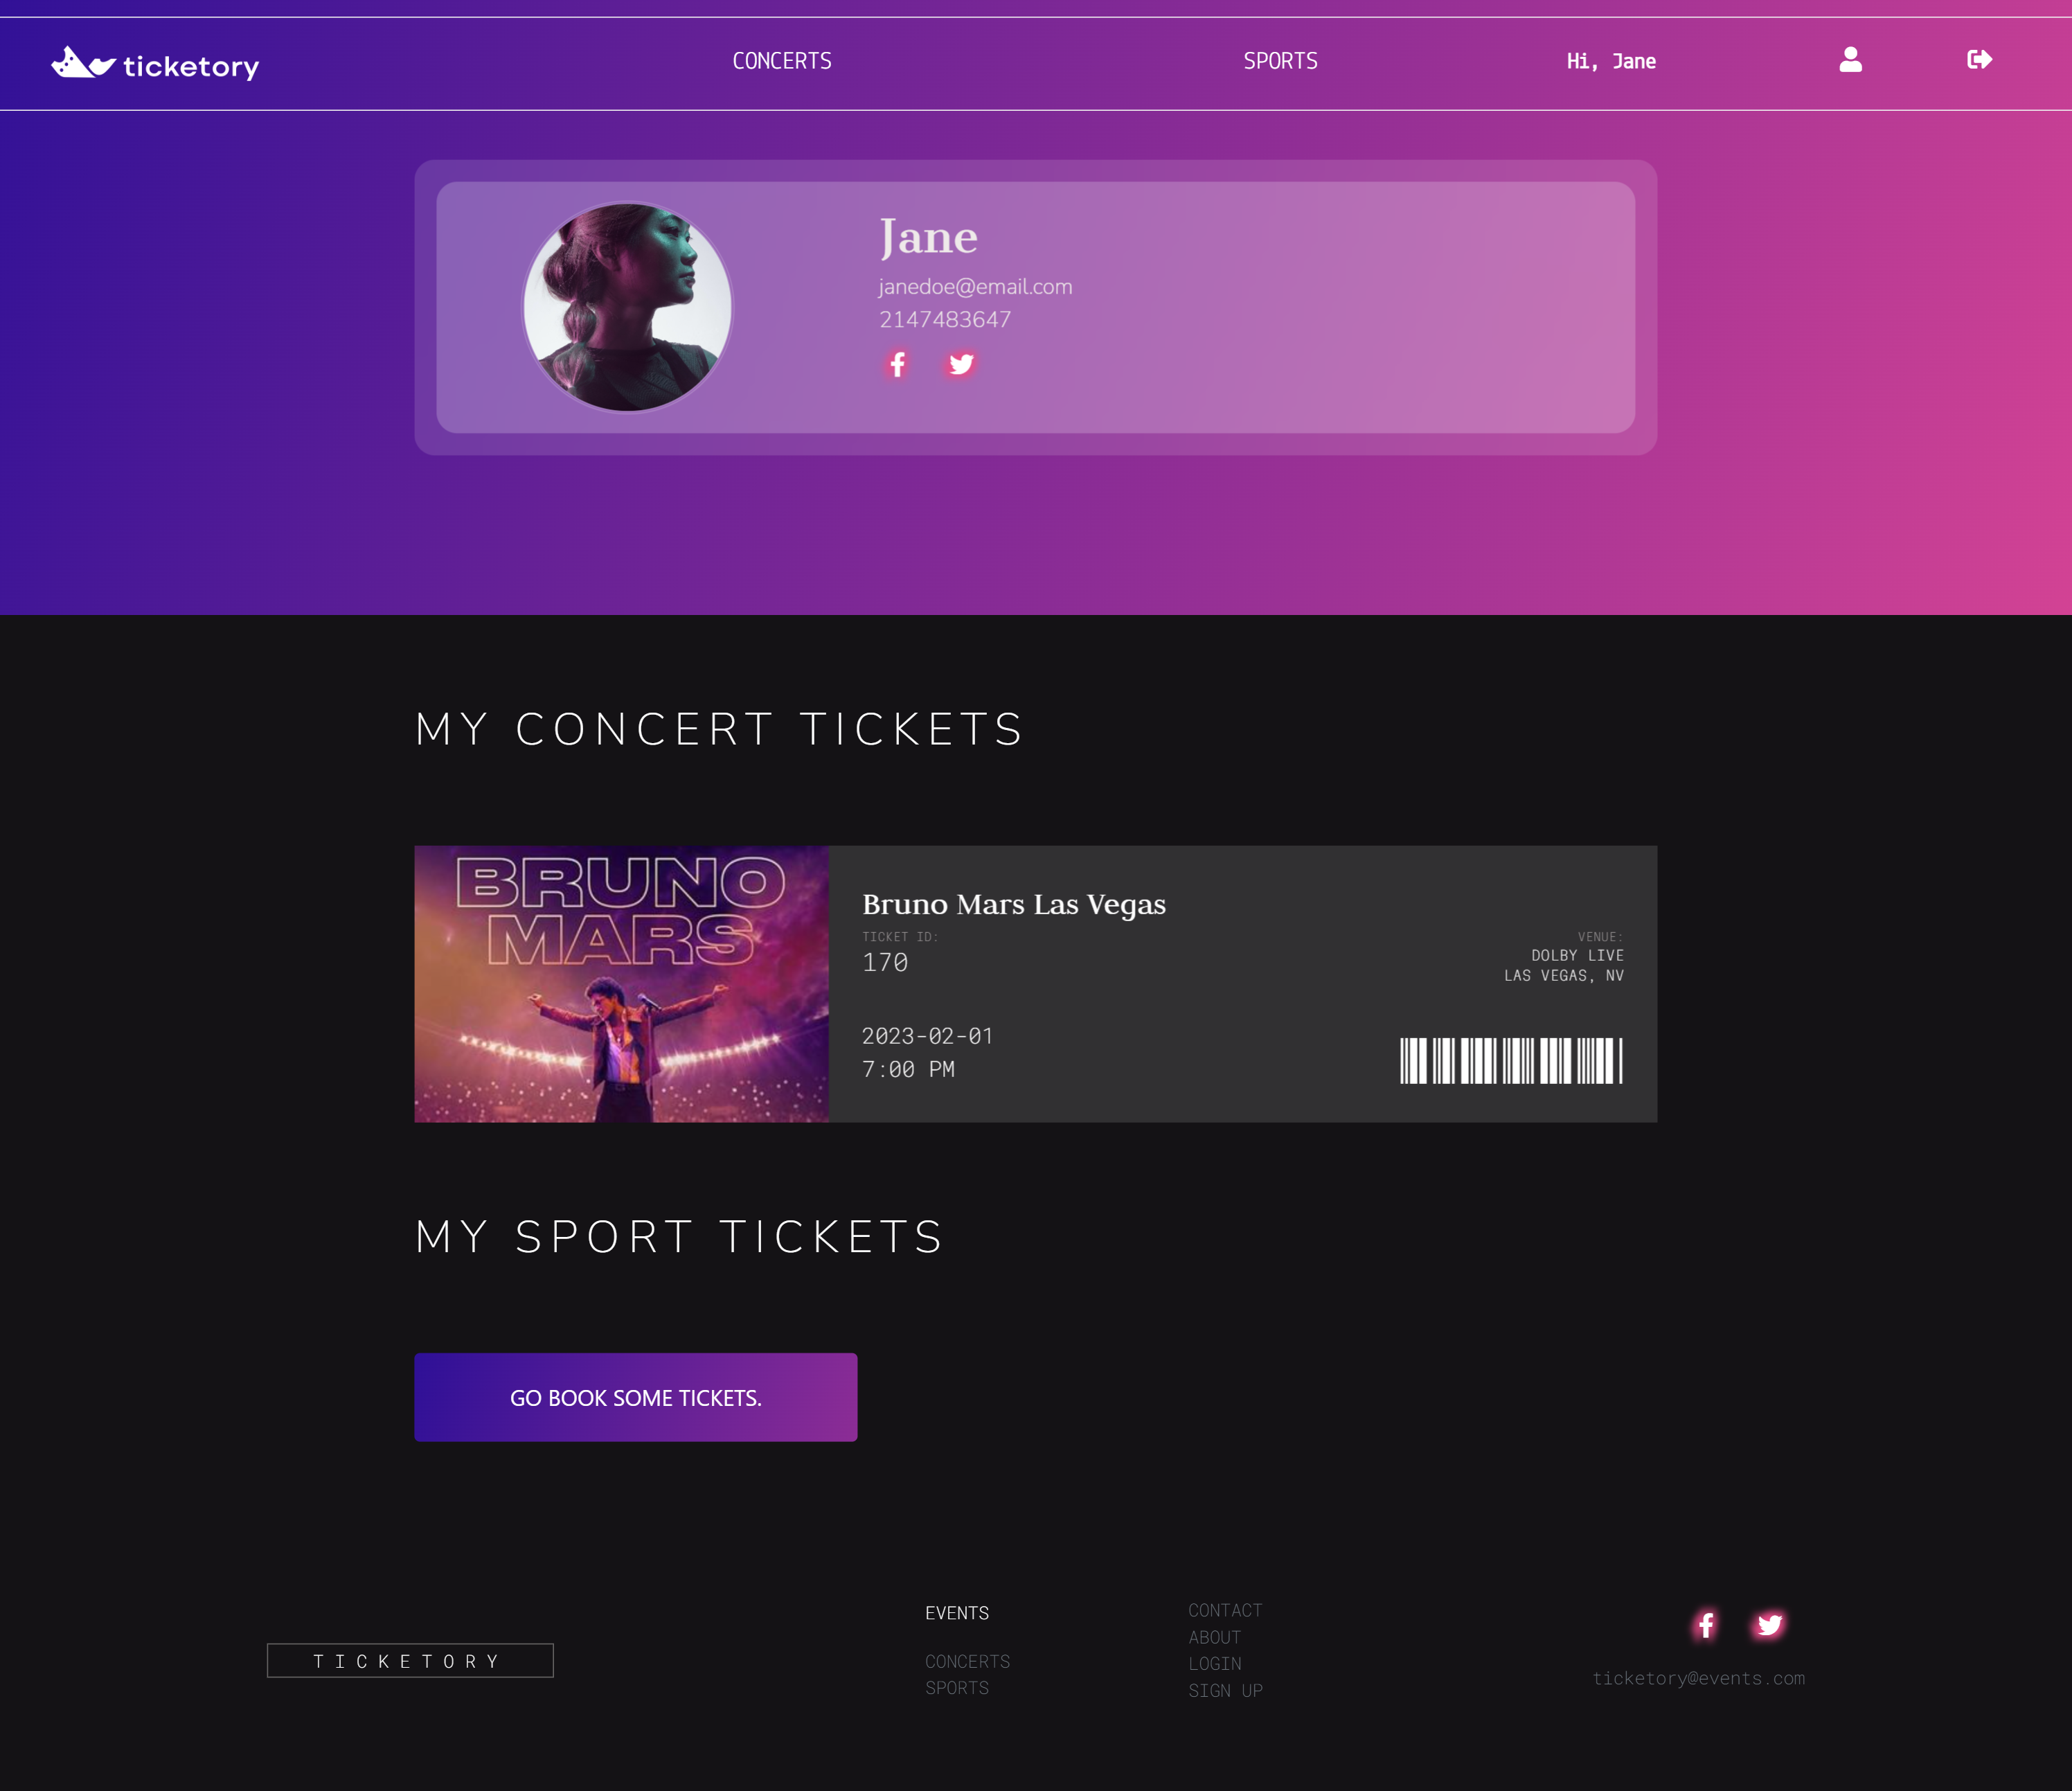 ticketory
CONCERTS
SPORTS
Hi, Jane
Jane
janedoe@email.com
2147483647
MY CONCERT TICKETS
BRUNO
MARS
Bruno Mars Las Vegas
TICKET ID:
170
VENUE:
DOLBY LIVE
LAS VEGAS, NV
2023-02-01
7:00 PM
MY SPORT TICKETS
GO BOOK SOME TICKETS.
TICKETORY
EVENTS
CONCERTS
SPORTS
CONTACT
ABOUT
LOGIN
SIGN UP
ticketory@events.com